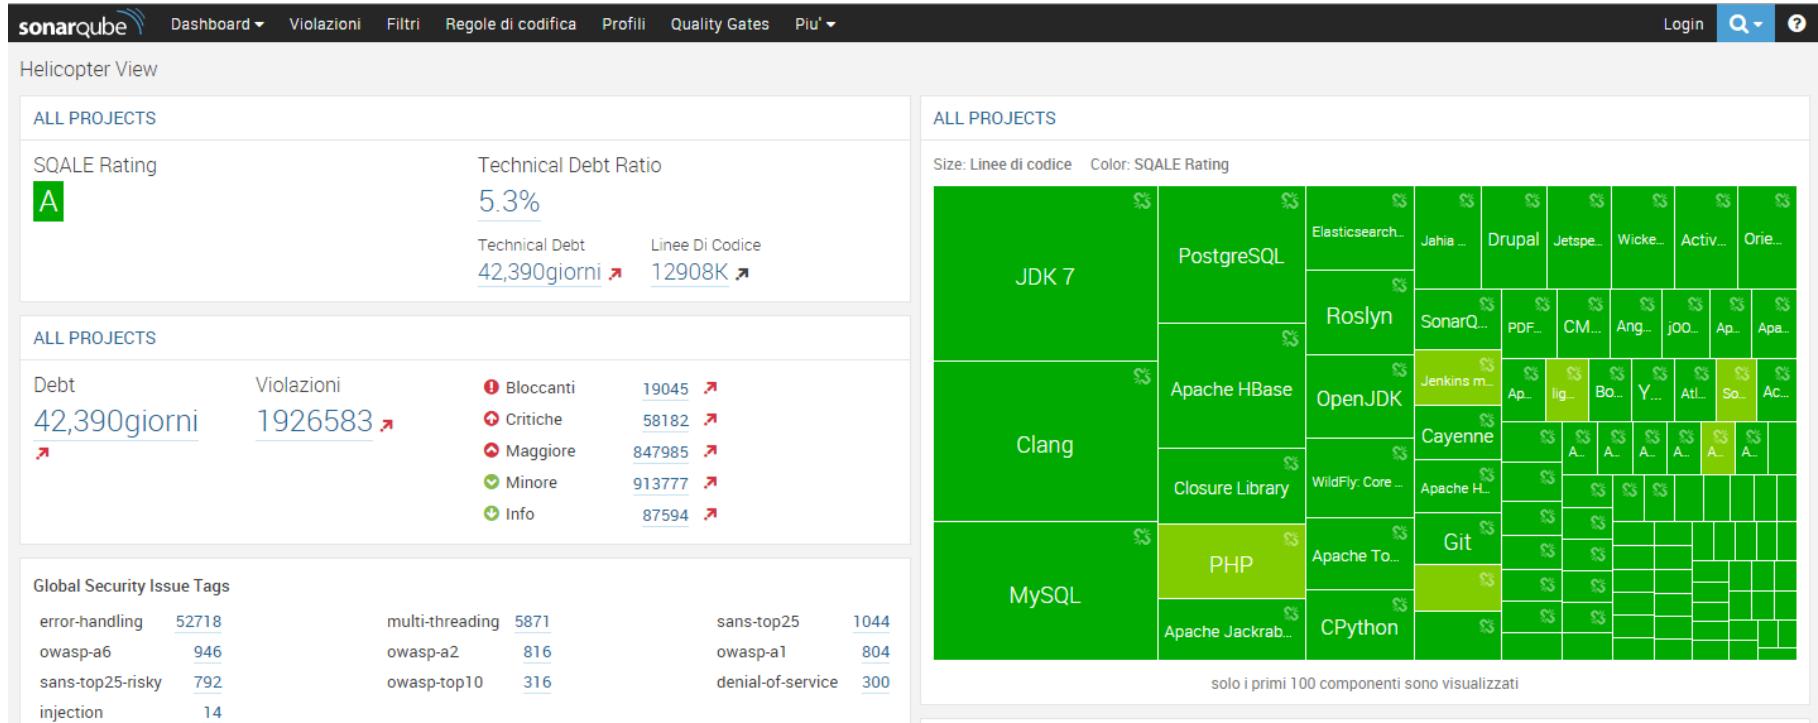 sonarqube Dashboard Violazioni Filtri Regole di codifica Profili Quality Gates Piu' Login
Helicopter View
ALL PROJECTS
SQALE Rating
A
Technical Debt Ratio
5.3%
Technical Debt Linee Di Codice
42,390giorni 12908K
ALL PROJECTS
Debt
42,390giorni
Violazioni
1926583
Bloccanti 19045
Critiche 58182
Maggiore 847985
Minore 913777
Info 87594
Global Security Issue Tags
error-handling 52718 multi-threading 5871 sans-top25 1044
owasp-a6 946 owasp-a2 816 owasp-a1 804
sans-top25-risky 792 owasp-top10 316 denial-of-service 300
injection 14
ALL PROJECTS
Size: Linee di codice Color: SQALE Rating
JDK 7
Clang
MySQL
PostgreSQL
Apache HBase
Closure Library
PHP
Apache Jackrab...
Elasticsearch...
Roslyn
OpenJDK
WildFly: Core ...
Apache To...
CPython
Jahia ... Drupal Jetspe... Wicke... Activ... Orie...
SonarQ... PDF... CM... Ang... jOO... Ap... Apa...
Jenkins m... Ap... lig... Bo... Y... Atl... So... Ac...
Cayenne A... A... A... A... A... A...
Apache H...
Git
solo i primi 100 componenti sono visualizzati